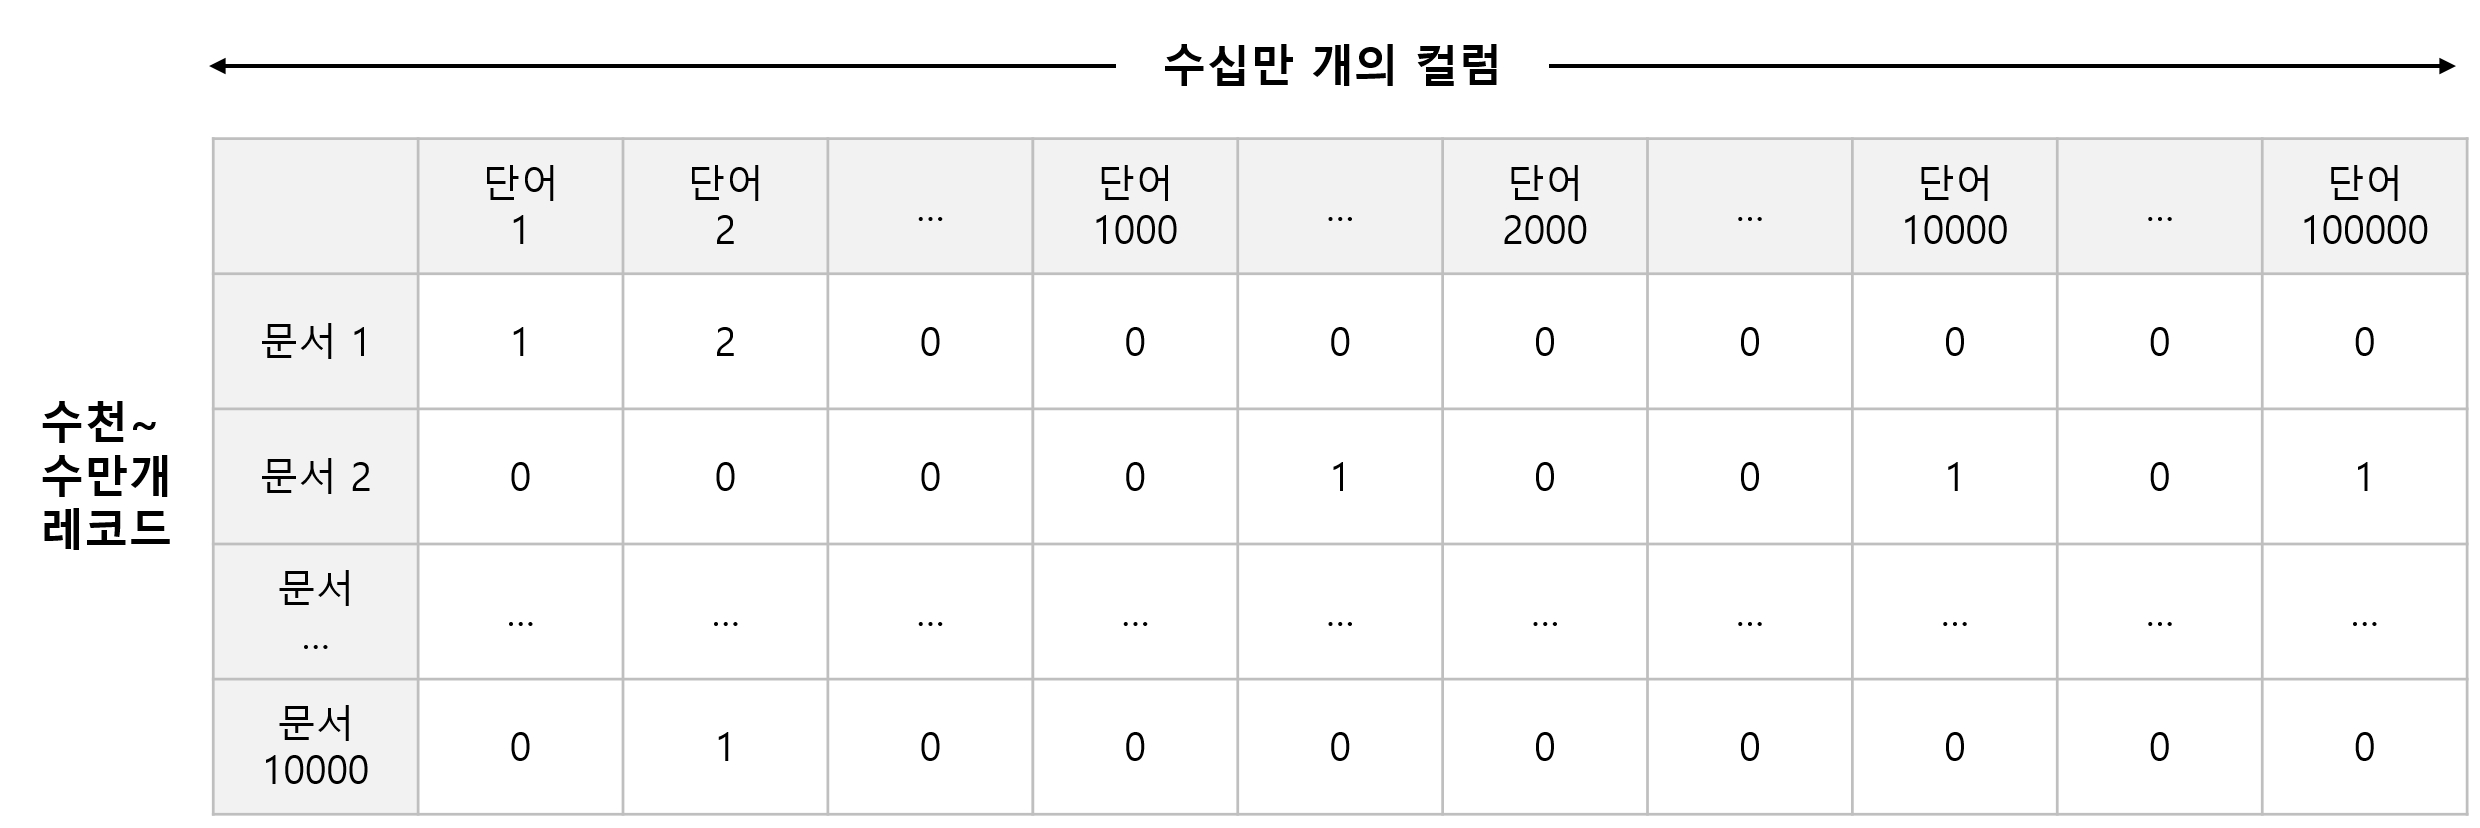 수십만 개의 컬럼
단어 단어 ... 단어 ... 단어 ... 단어 ... 단어
1 2 1000 2000 10000 100000
문서 1 1 2 0 0 0 0 0 0 0 0
수천~
수만개
레코드
문서 2 0 0 0 0 1 0 0 1 0 1
문서
... ... ... ... ... ... ... ... ... ... ...
문서
10000 0 1 0 0 0 0 0 0 0 0